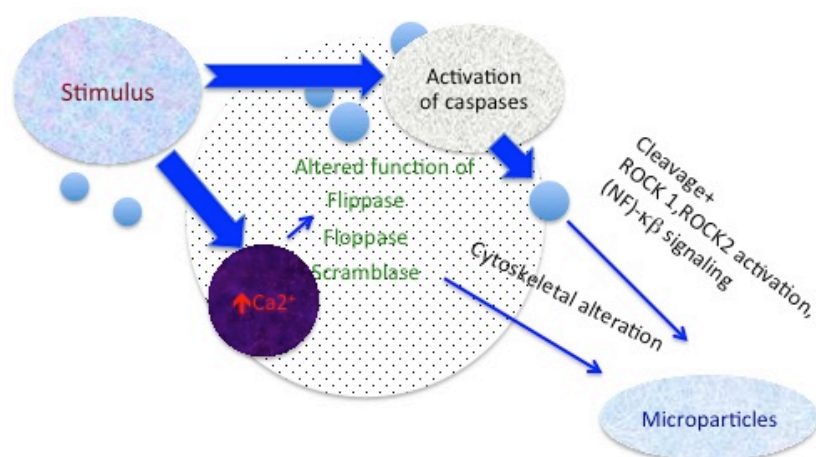 Stimulus
Activation
of caspases
Altered function of
Flippase
Floppase
Scramblase
↑Ca2⁺
Cleavage+
ROCK 1,ROCK2 activation,
(NF)-κβ signaling
Cytoskeletal alteration
Microparticles